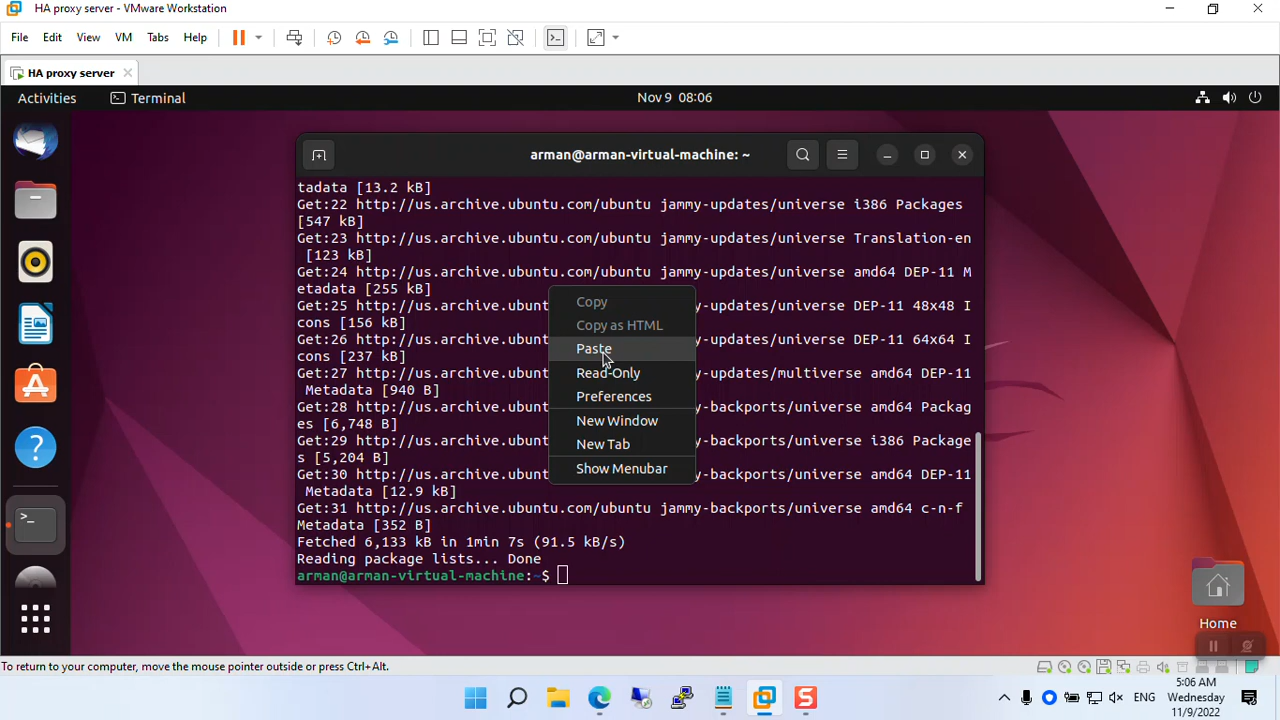 HA proxy server - VMware Workstation
File Edit View VM Tabs Help
HA proxy server
Activities Terminal Nov 9 08:06
arman@arman-virtual-machine: ~
tadata [13.2 kB]
Get:22 http://us.archive.ubuntu.com/ubuntu jammy-updates/universe i386 Packages
[547 kB]
Get:23 http://us.archive.ubuntu.com/ubuntu jammy-updates/universe Translation-en
[123 kB]
Get:24 http://us.archive.ubuntu.com/ubuntu jammy-updates/universe amd64 DEP-11 M
etadata [255 kB]
Get:25 http://us.archive.ubuntu -updates/universe DEP-11 48x48 I
cons [156 kB]
Get:26 http://us.archive.ubuntu -updates/universe DEP-11 64x64 I
cons [237 kB]
Get:27 http://us.archive.ubuntu -updates/multiverse amd64 DEP-11
Metadata [940 B]
Get:28 http://us.archive.ubuntu -backports/universe amd64 Packag
es [6,748 B]
Get:29 http://us.archive.ubuntu -backports/universe i386 Package
s [5,204 B]
Get:30 http://us.archive.ubuntu -backports/universe amd64 DEP-11
Metadata [12.9 kB]
Get:31 http://us.archive.ubuntu.com/ubuntu jammy-backports/universe amd64 c-n-f
Metadata [352 B]
Fetched 6,133 kB in 1min 7s (91.5 kB/s)
Reading package lists... Done
arman@arman-virtual-machine:~$
Copy
Copy as HTML
Paste
Read-Only
Preferences
New Window
New Tab
Show Menubar
Home
To return to your computer, move the mouse pointer outside or press Ctrl+Alt.
ENG
5:06 AM
Wednesday
11/9/2022